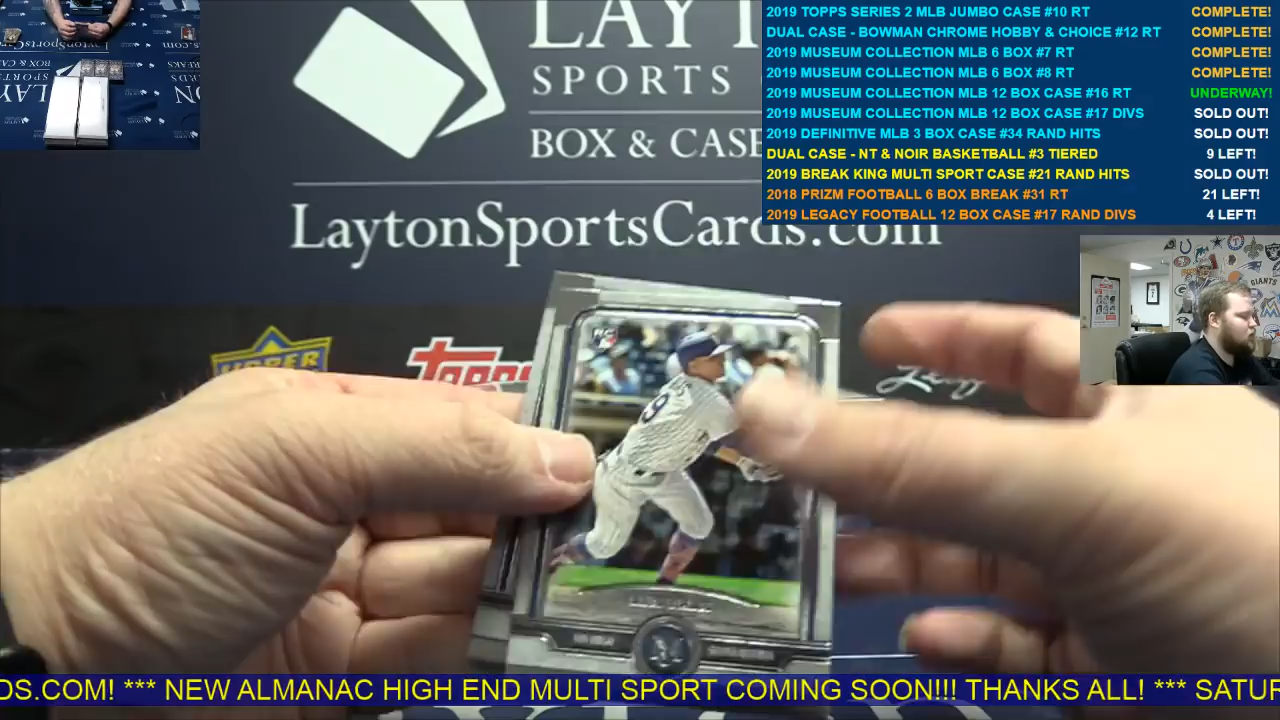 LAYT
SPORTS
BOX & CASE
LaytonSportsCards.com
2019 TOPPS SERIES 2 MLB JUMBO CASE #10 RT COMPLETE!
DUAL CASE - BOWMAN CHROME HOBBY & CHOICE #12 RT COMPLETE!
2019 MUSEUM COLLECTION MLB 6 BOX #7 RT COMPLETE!
2019 MUSEUM COLLECTION MLB 6 BOX #8 RT COMPLETE!
2019 MUSEUM COLLECTION MLB 12 BOX CASE #16 RT UNDERWAY!
2019 MUSEUM COLLECTION MLB 12 BOX CASE #17 DIVS SOLD OUT!
2019 DEFINITIVE MLB 3 BOX CASE #34 RAND HITS SOLD OUT!
DUAL CASE - NT & NOIR BASKETBALL #3 TIERED 9 LEFT!
2019 BREAK KING MULTI SPORT CASE #21 RAND HITS SOLD OUT!
2018 PRIZM FOOTBALL 6 BOX BREAK #31 RT 21 LEFT!
2019 LEGACY FOOTBALL 12 BOX CASE #17 RAND DIVS 4 LEFT!
UPPER
Topps
Leaf
RC
9
GIANTS
DS.COM! *** NEW ALMANAC HIGH END MULTI SPORT COMING SOON!!! THANKS ALL! *** SATUR